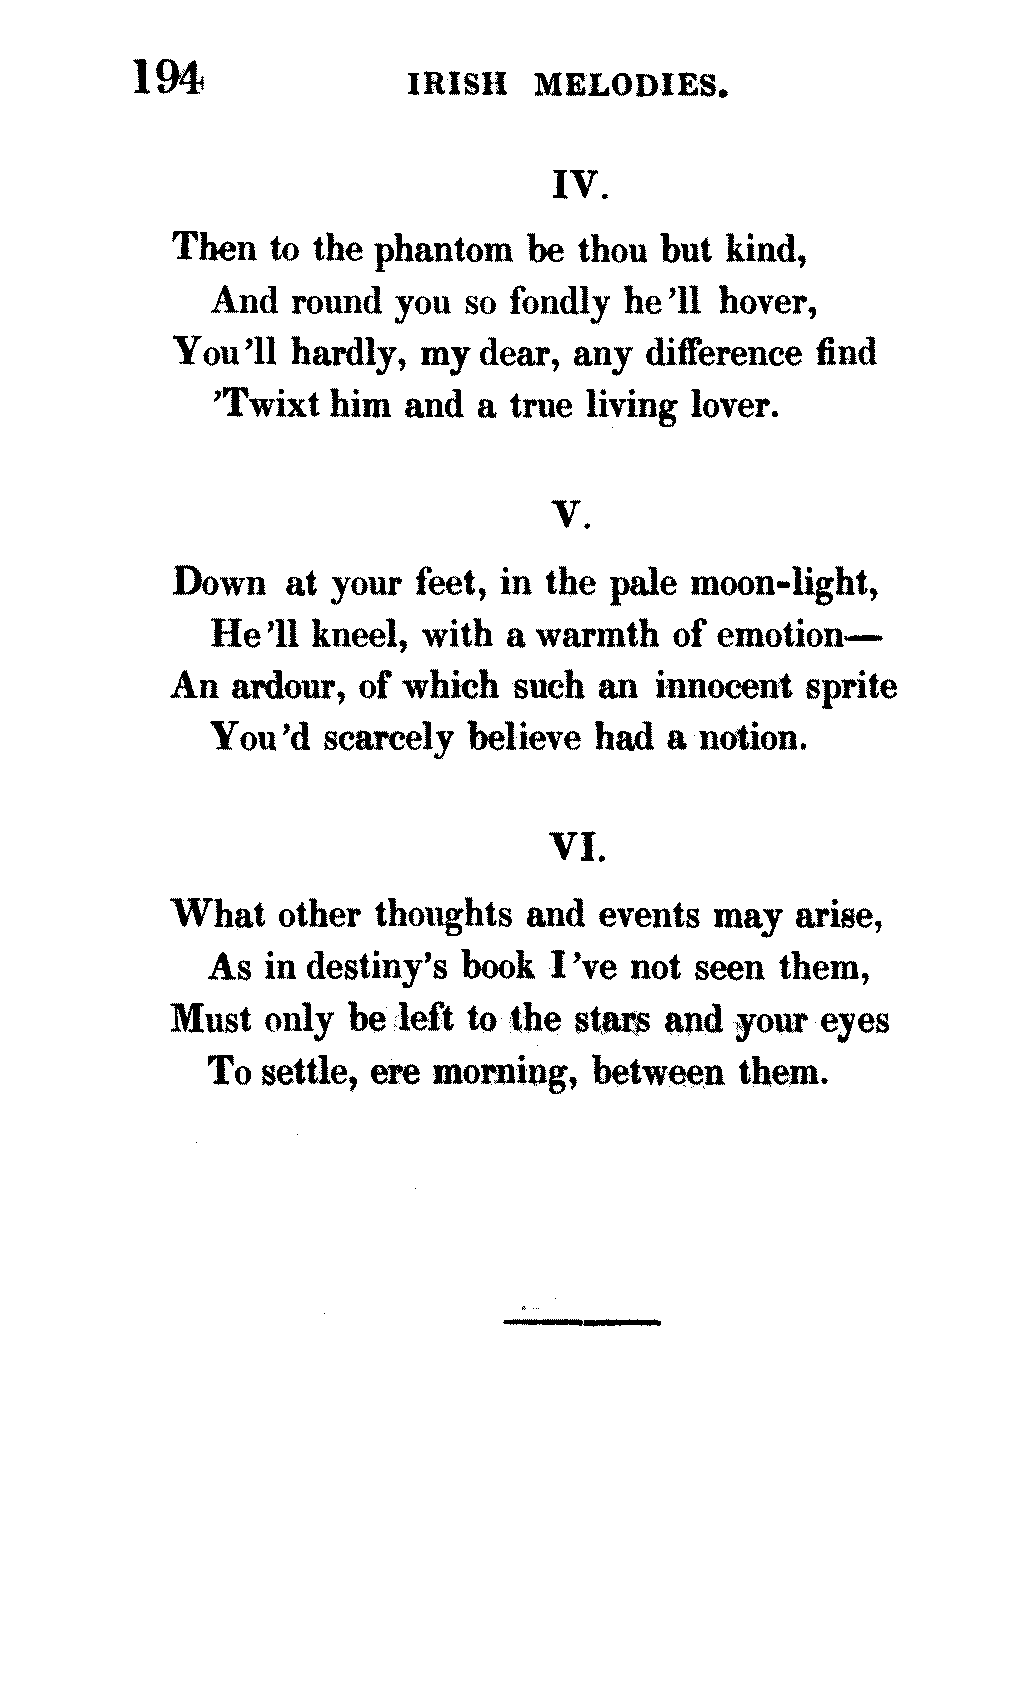 194 IRISH MELODIES.
IV.
Then to the phantom be thou but kind,
And round you so fondly he'll hover,
You'll hardly, my dear, any difference find
'Twixt him and a true living lover.
V.
Down at your feet, in the pale moon-light,
He'll kneel, with a warmth of emotion—
An ardour, of which such an innocent sprite
You'd scarcely believe had a notion.
VI.
What other thoughts and events may arise,
As in destiny's book I've not seen them,
Must only be left to the stars and your eyes
To settle, ere morning, between them.